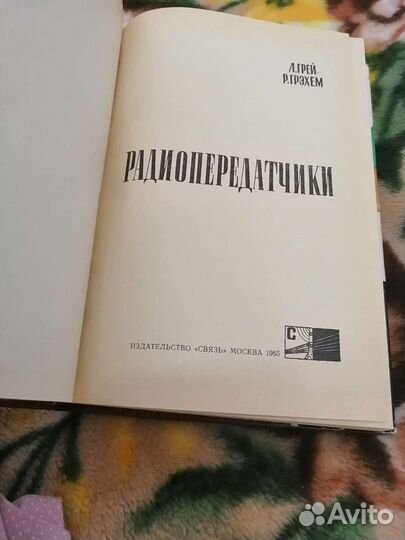 Л. ГРЕЙ
Р. ГРЭХЕМ
РАДИОПЕРЕДАТЧИКИ
С
ИЗДАТЕЛЬСТВО «СВЯЗЬ» МОСКВА 1965
Avito